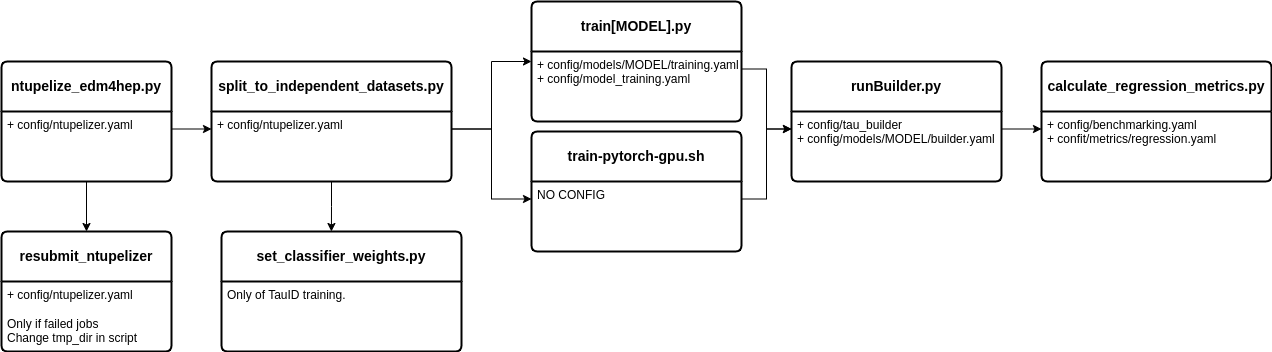 ntupelize_edm4hep.py
+ config/ntupelizer.yaml
resubmit_ntupelizer
+ config/ntupelizer.yaml
Only if failed jobs
Change tmp_dir in script
split_to_independent_datasets.py
+ config/ntupelizer.yaml
set_classifier_weights.py
Only of TauID training.
train[MODEL].py
+ config/models/MODEL/training.yaml
+ config/model_training.yaml
train-pytorch-gpu.sh
NO CONFIG
runBuilder.py
+ config/tau_builder
+ config/models/MODEL/builder.yaml
calculate_regression_metrics.py
+ config/benchmarking.yaml
+ confit/metrics/regression.yaml